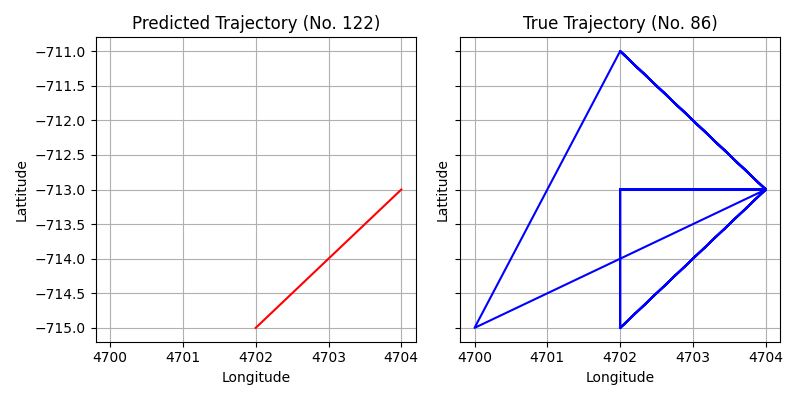 Predicted Trajectory (No. 122)
True Trajectory (No. 86)
−711.0
−711.5
−712.0
−712.5
−713.0
−713.5
−714.0
−714.5
−715.0
Lattitude
Lattitude
4700 4701 4702 4703 4704
4700 4701 4702 4703 4704
Longitude
Longitude